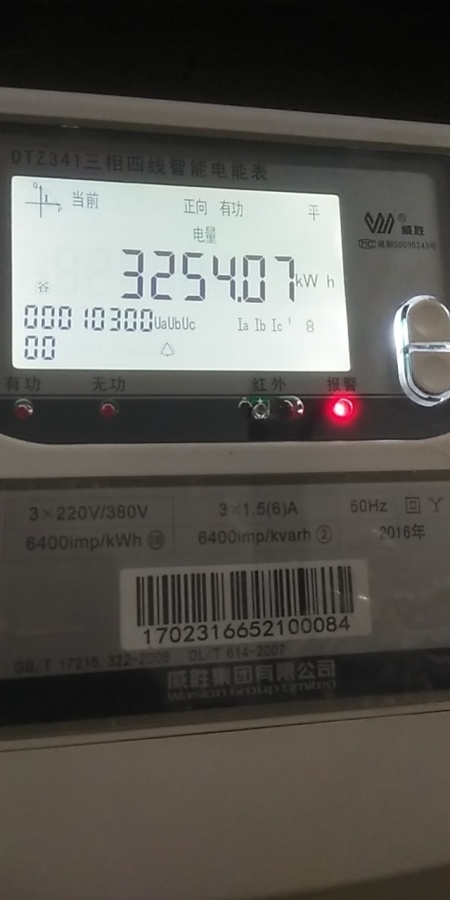 DTZ341三相四线智能电能表
当前 正向 有功 平
电量
3254.07 kWh
谷
00010300 UaUbUc Ia Ib Ic
00
威胜
有功 无功 红外 报警
3×220V/380V 3×1.5(6)A 50Hz
6400imp/kWh 6400imp/kvarh ② 2016年
1702316652100084
GB/T 17215.322-2008 DL/T 614-2007
威胜集团有限公司
Wasion Group Limited